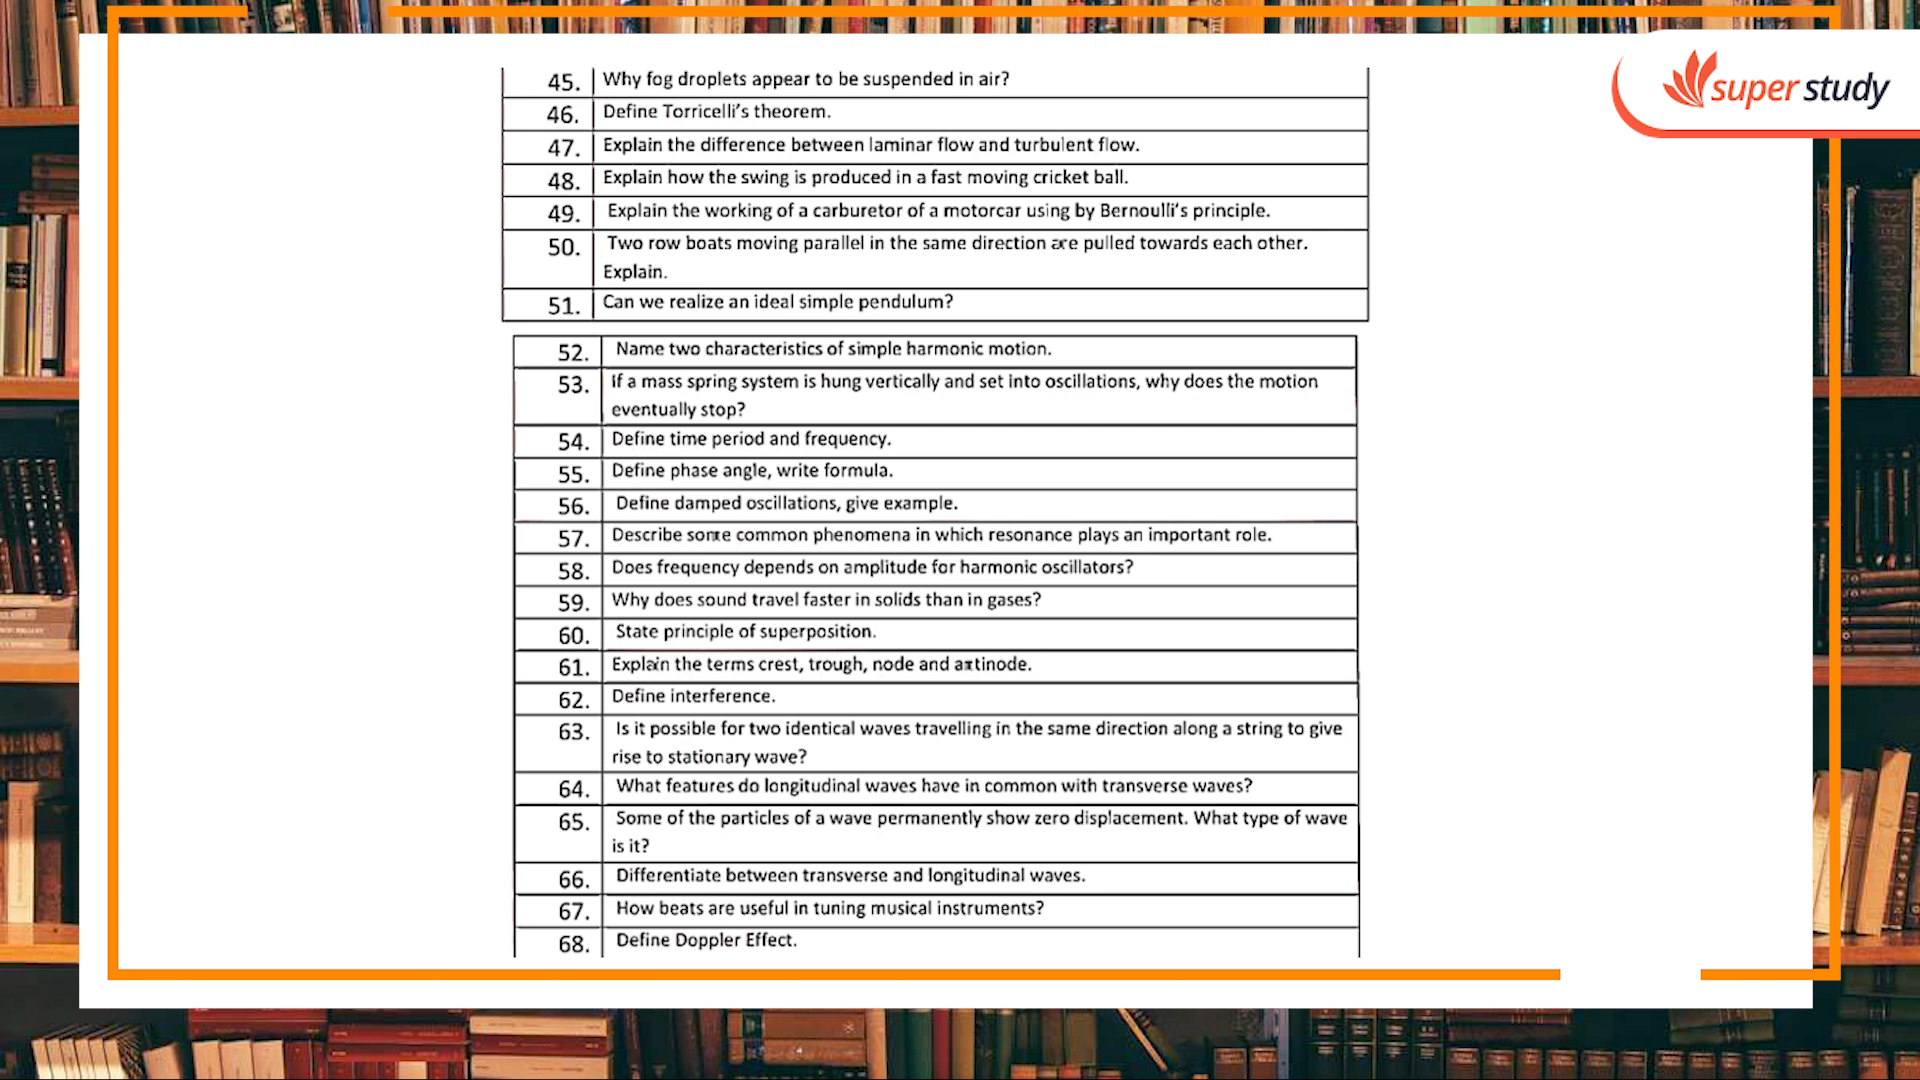 super study
45. Why fog droplets appear to be suspended in air?
46. Define Torricelli's theorem.
47. Explain the difference between laminar flow and turbulent flow.
48. Explain how the swing is produced in a fast moving cricket ball.
49. Explain the working of a carburetor of a motorcar using by Bernoulli's principle.
50. Two row boats moving parallel in the same direction are pulled towards each other.
Explain.
51. Can we realize an ideal simple pendulum?
52. Name two characteristics of simple harmonic motion.
53. If a mass spring system is hung vertically and set into oscillations, why does the motion
eventually stop?
54. Define time period and frequency.
55. Define phase angle, write formula.
56. Define damped oscillations, give example.
57. Describe some common phenomena in which resonance plays an important role.
58. Does frequency depends on amplitude for harmonic oscillators?
59. Why does sound travel faster in solids than in gases?
60. State principle of superposition.
61. Explain the terms crest, trough, node and antinode.
62. Define interference.
63. Is it possible for two identical waves travelling in the same direction along a string to give
rise to stationary wave?
64. What features do longitudinal waves have in common with transverse waves?
65. Some of the particles of a wave permanently show zero displacement. What type of wave
is it?
66. Differentiate between transverse and longitudinal waves.
67. How beats are useful in tuning musical instruments?
68. Define Doppler Effect.